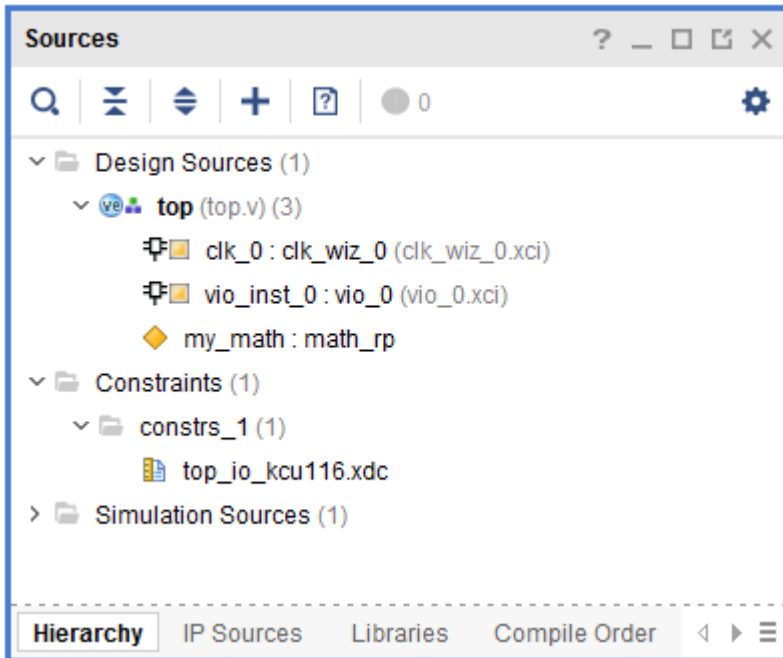 Sources
0
Design Sources (1)
top (top.v) (3)
clk_0 : clk_wiz_0 (clk_wiz_0.xci)
vio_inst_0 : vio_0 (vio_0.xci)
my_math : math_rp
Constraints (1)
constrs_1 (1)
top_io_kcu116.xdc
Simulation Sources (1)
Hierarchy IP Sources Libraries Compile Order